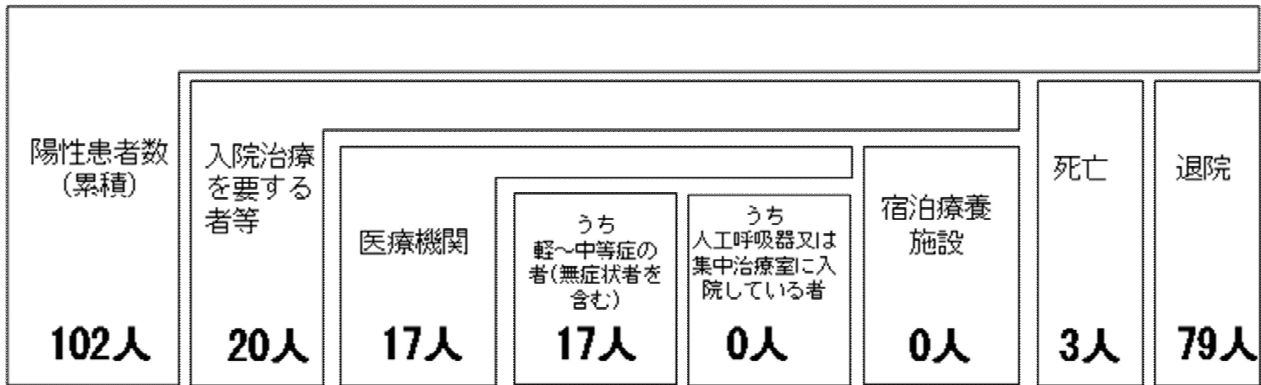 陽性患者数
(累積)
102人
入院治療
を要する
者等
20人
医療機関
17人
うち
軽～中等症の
者(無症状者を
含む)
17人
うち
人工呼吸器又は
集中治療室に入
院している者
0人
宿泊療養
施設
0人
死亡
3人
退院
79人